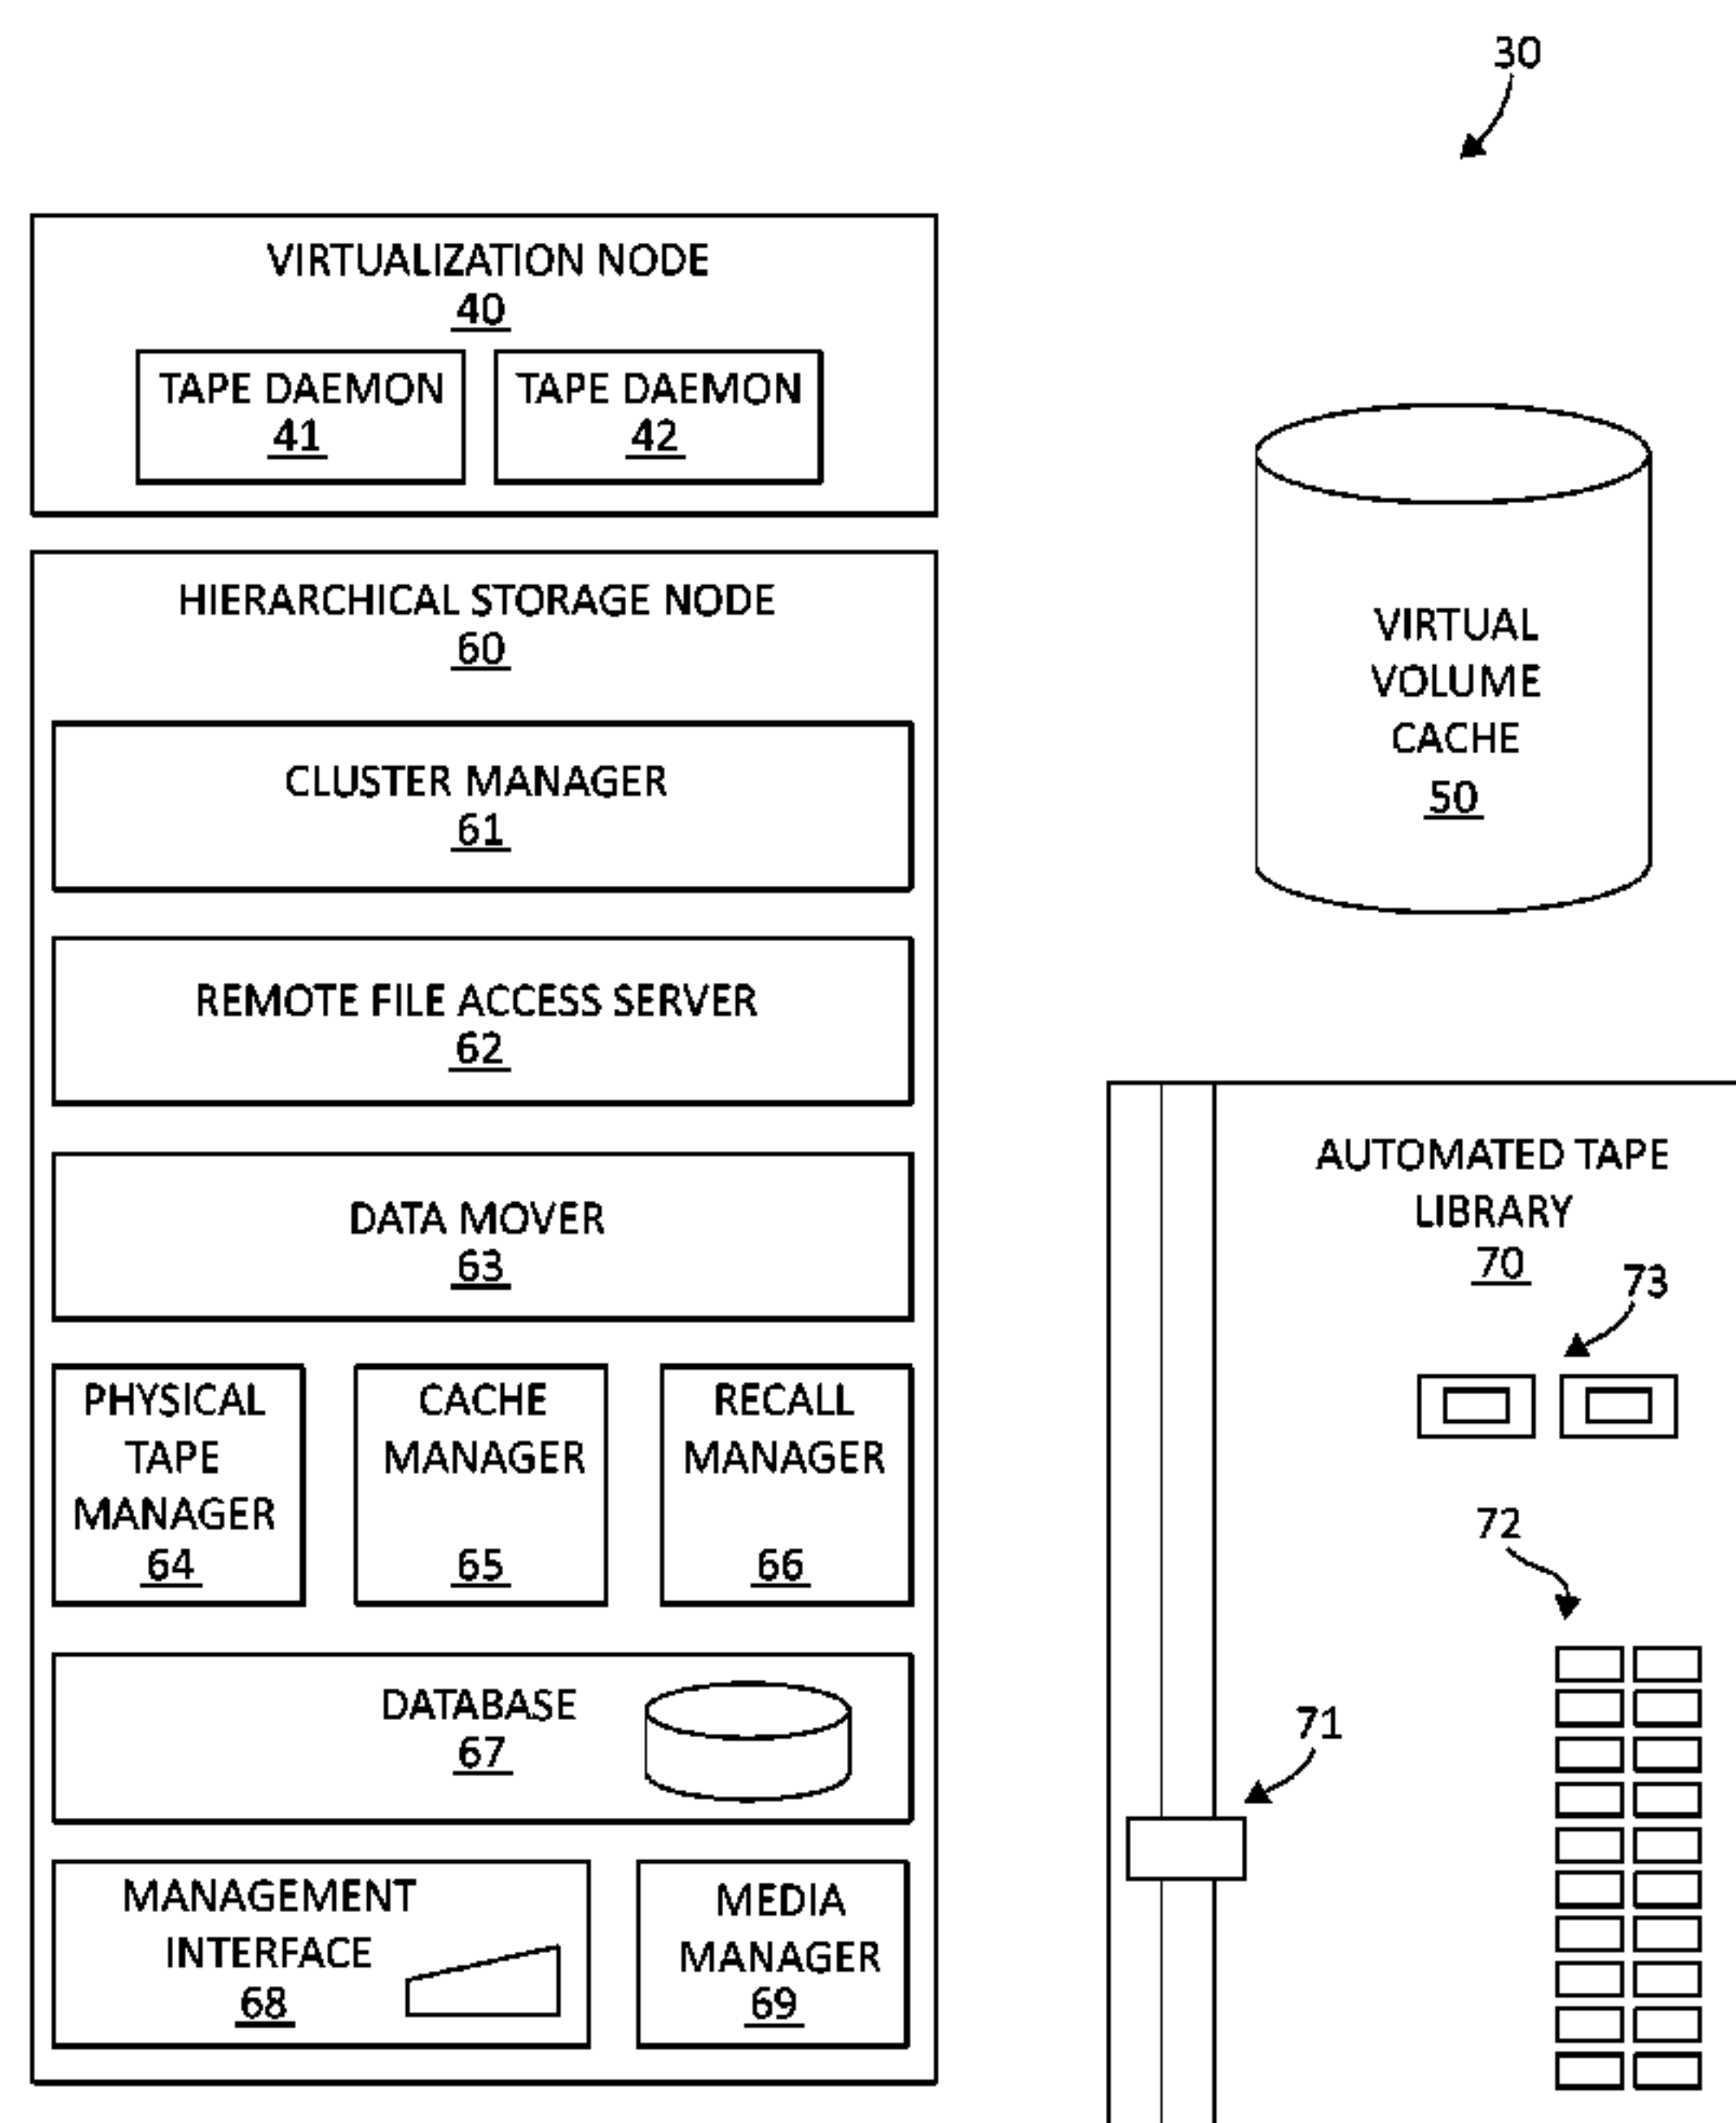 30
VIRTUALIZATION NODE
40
TAPE DAEMON
41
TAPE DAEMON
42
HIERARCHICAL STORAGE NODE
60
CLUSTER MANAGER
61
REMOTE FILE ACCESS SERVER
62
DATA MOVER
63
PHYSICAL
TAPE
MANAGER
64
CACHE
MANAGER
65
RECALL
MANAGER
66
DATABASE
67
MANAGEMENT
INTERFACE
68
MEDIA
MANAGER
69
VIRTUAL
VOLUME
CACHE
50
AUTOMATED TAPE
LIBRARY
70
73
72
71